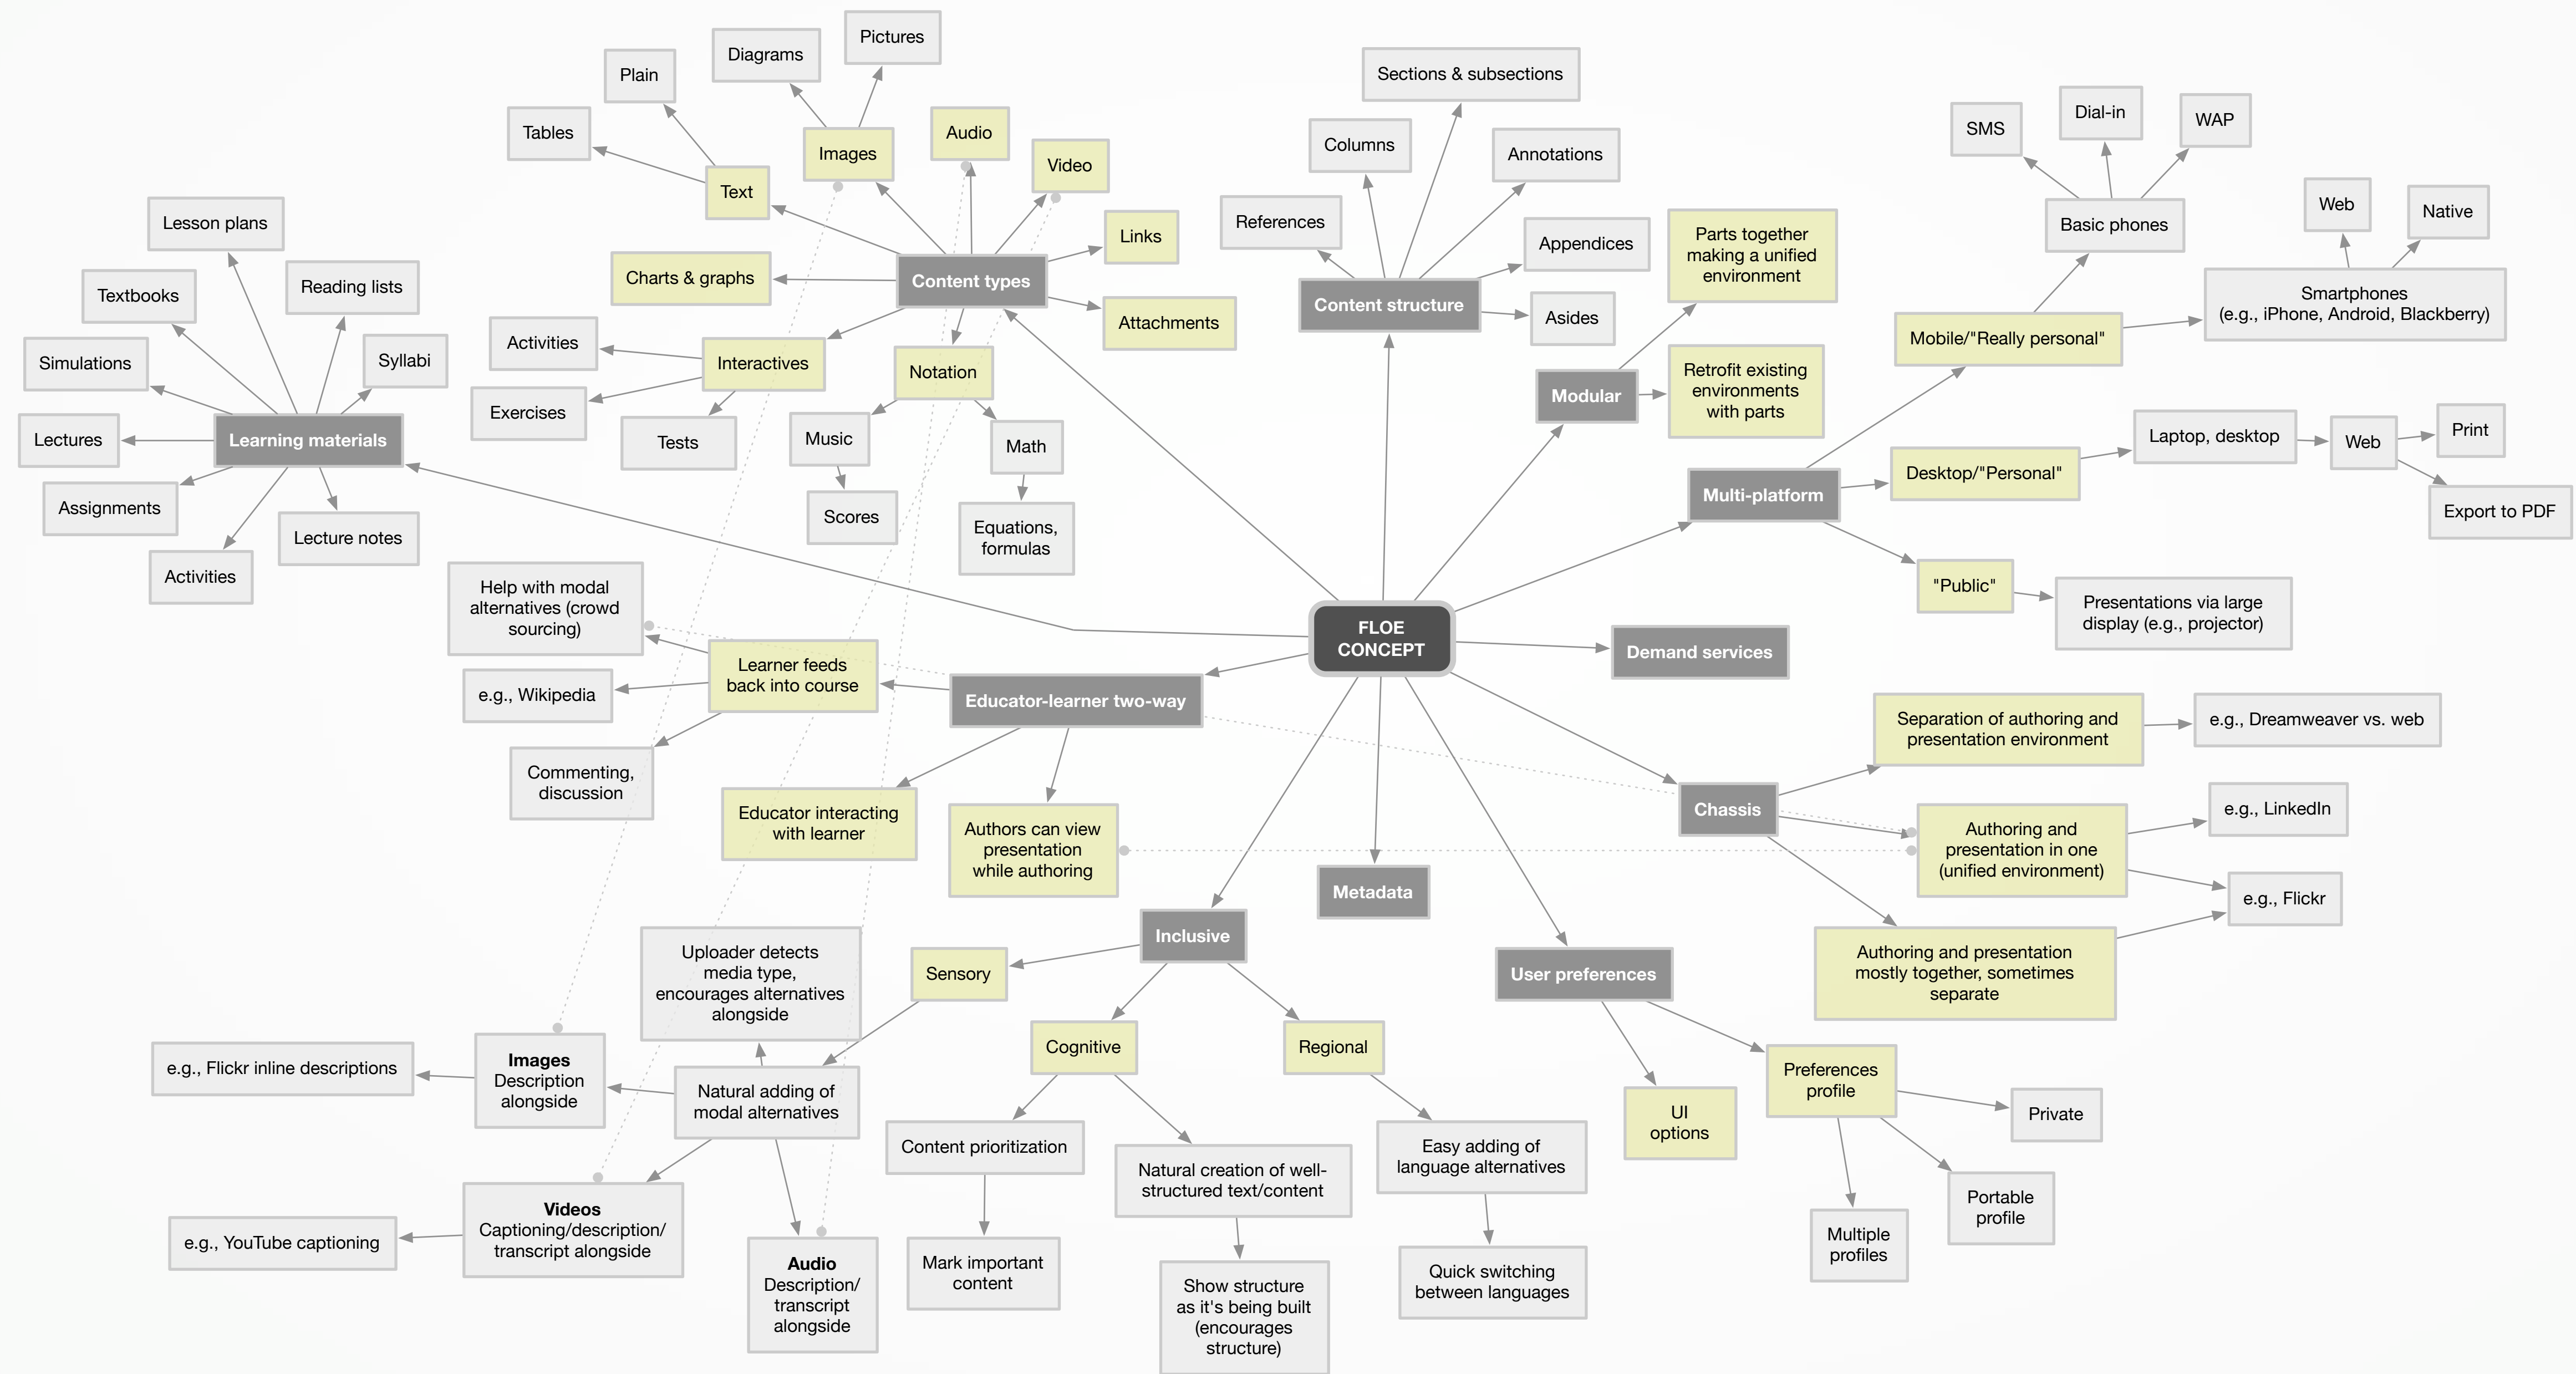 Pictures
Diagrams
Plain
Tables
Images
Audio
Video
Text
Links
Charts & graphs
Content types
Attachments
Activities
Interactives
Notation
Exercises
Tests
Music
Math
Scores
Equations,
formulas
Lesson plans
Textbooks
Reading lists
Simulations
Syllabi
Lectures
Learning materials
Assignments
Lecture notes
Activities
Sections & subsections
Columns
Annotations
References
Appendices
Content structure
Asides
Parts together
making a unified
environment
Modular
Retrofit existing
environments
with parts
SMS
Dial-in
WAP
Basic phones
Web
Native
Smartphones
(e.g., iPhone, Android, Blackberry)
Mobile/"Really personal"
Multi-platform
Desktop/"Personal"
Laptop, desktop
Web
Print
Export to PDF
"Public"
Presentations via large
display (e.g., projector)
FLOE
CONCEPT
Demand services
Help with modal
alternatives (crowd
sourcing)
Learner feeds
back into course
e.g., Wikipedia
Educator-learner two-way
Commenting,
discussion
Educator interacting
with learner
Authors can view
presentation
while authoring
Metadata
Chassis
Separation of authoring and
presentation environment
e.g., Dreamweaver vs. web
Authoring and
presentation in one
(unified environment)
e.g., LinkedIn
e.g., Flickr
Authoring and presentation
mostly together, sometimes
separate
Inclusive
Sensory
Uploader detects
media type,
encourages alternatives
alongside
Natural adding of
modal alternatives
Images
Description
alongside
e.g., Flickr inline descriptions
Videos
Captioning/description/
transcript alongside
e.g., YouTube captioning
Audio
Description/
transcript
alongside
Cognitive
Content prioritization
Mark important
content
Natural creation of well-
structured text/content
Show structure
as it's being built
(encourages
structure)
Regional
Easy adding of
language alternatives
Quick switching
between languages
User preferences
UI
options
Preferences
profile
Private
Portable
profile
Multiple
profiles